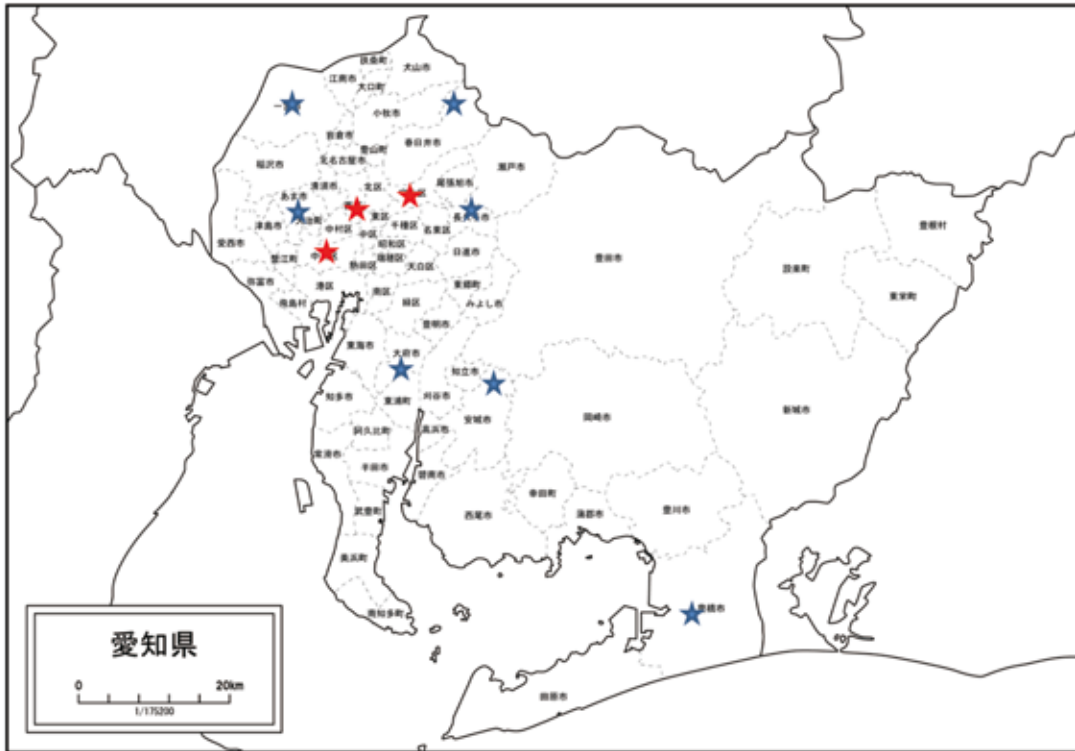 扶桑町
犬山市
江南市
大口町
小牧市
岩倉市
豊山町
春日井市
稲沢市
北名古屋市
瀬戸市
清須市
北区
尾張旭市
あま市
東区
千種区
名東区
津島市
中村区
中区
昭和区
愛西市
蟹江町
瑞穂区
日進市
熱田区
天白区
弥富市
港区
南区
東郷町
飛島村
緑区
みよし市
豊明市
豊田市
設楽町
豊根村
東栄町
東海市
大府市
知立市
知多市
東浦町
刈谷市
安城市
岡崎市
新城市
阿久比町
高浜市
常滑市
半田市
碧南市
武豊町
西尾市
幸田町
蒲郡市
豊川市
美浜町
南知多町
豊橋市
田原市
愛知県
0 20km
1/175200